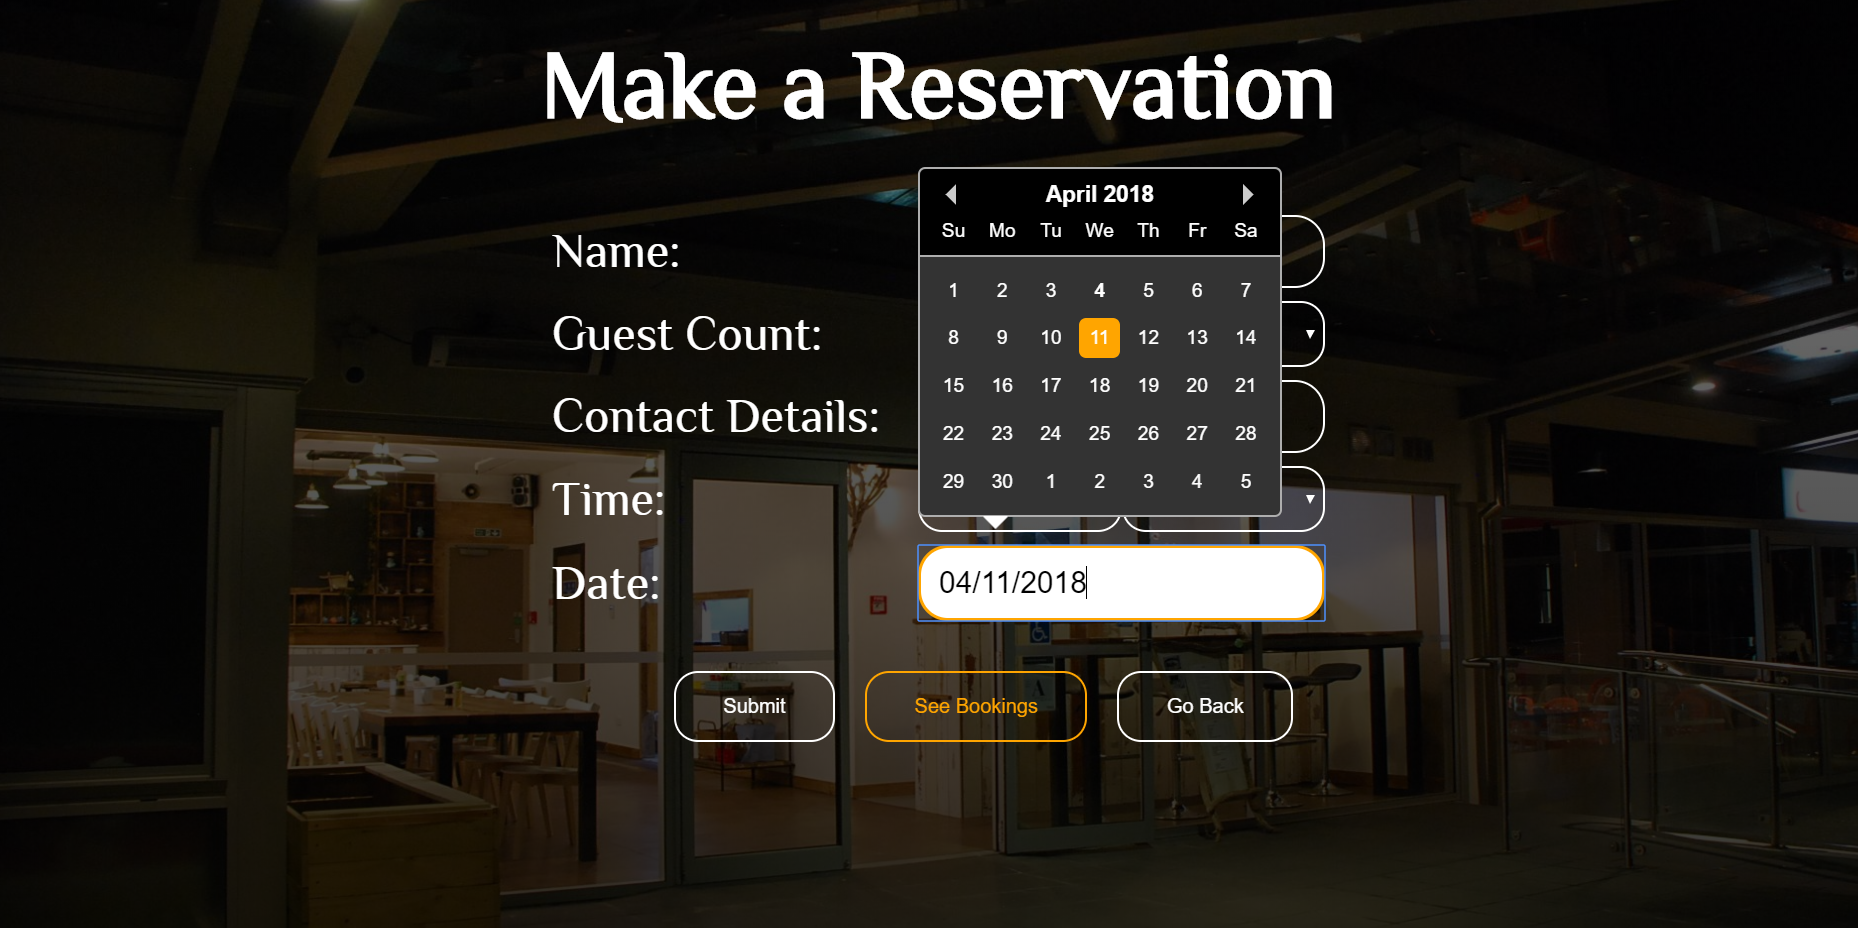 Make a Reservation
April 2018
Su Mo Tu We Th Fr Sa
Name:
1 2 3 4 5 6 7
Guest Count:
8 9 10 11 12 13 14
15 16 17 18 19 20 21
Contact Details:
22 23 24 25 26 27 28
29 30 1 2 3 4 5
Time:
Date: 04/11/2018
Submit See Bookings Go Back